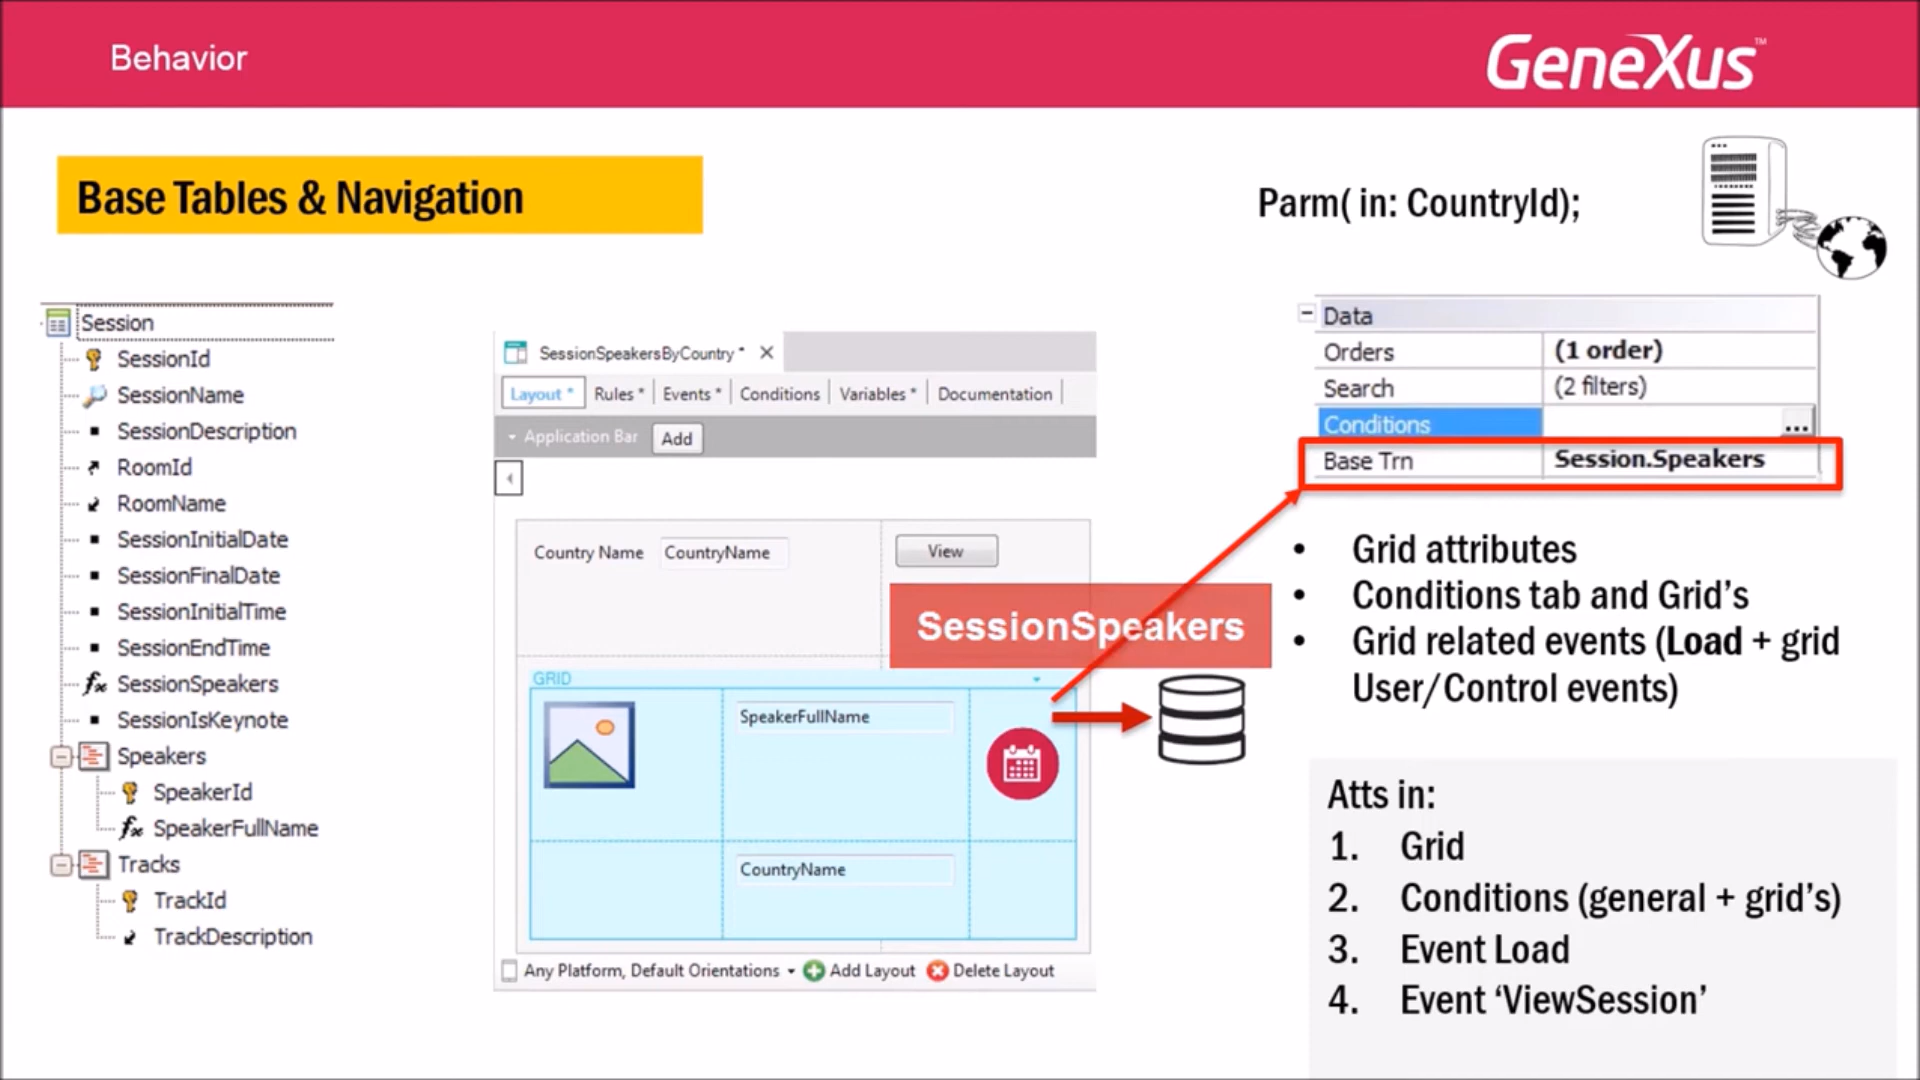 Behavior
GeneXus™
Base Tables & Navigation
Parm( in: CountryId);
Session
SessionId
SessionName
SessionDescription
RoomId
RoomName
SessionInitialDate
SessionFinalDate
SessionInitialTime
SessionEndTime
SessionSpeakers
SessionIsKeynote
Speakers
SpeakerId
SpeakerFullName
Tracks
TrackId
TrackDescription
SessionSpeakersByCountry *
Layout * Rules * Events * Conditions Variables * Documentation
Application Bar Add
Country Name CountryName View
SessionSpeakers
GRID
SpeakerFullName
CountryName
Any Platform, Default Orientations Add Layout Delete Layout
Data
Orders (1 order)
Search (2 filters)
Conditions ...
Base Trn Session.Speakers
• Grid attributes
• Conditions tab and Grid's
• Grid related events (Load + grid
User/Control events)
Atts in:
1. Grid
2. Conditions (general + grid's)
3. Event Load
4. Event ‘ViewSession’